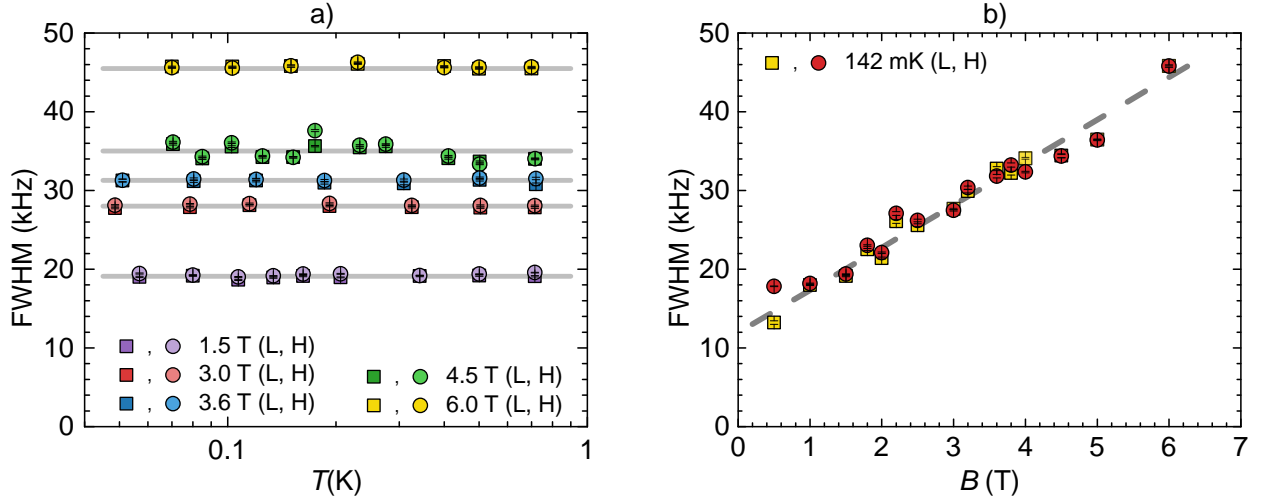 a)
50
40
30
20
10
0
FWHM (kHz)
0.1
1
T(K)
, 1.5 T (L, H)
, 3.0 T (L, H)
, 3.6 T (L, H)
, 4.5 T (L, H)
, 6.0 T (L, H)
b)
50
40
30
20
10
0
FWHM (kHz)
, 142 mK (L, H)
0 1 2 3 4 5 6 7
B (T)